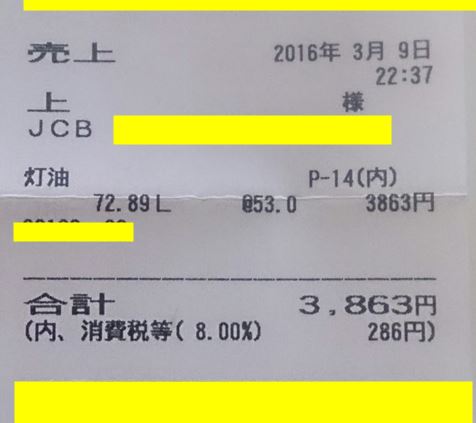 売上 2016年 3月 9日
22:37
上 様
JCB
灯油 P-14(内)
72.89L @53.0 3863円
合計 3,863円
(内、消費税等( 8.00%) 286円)